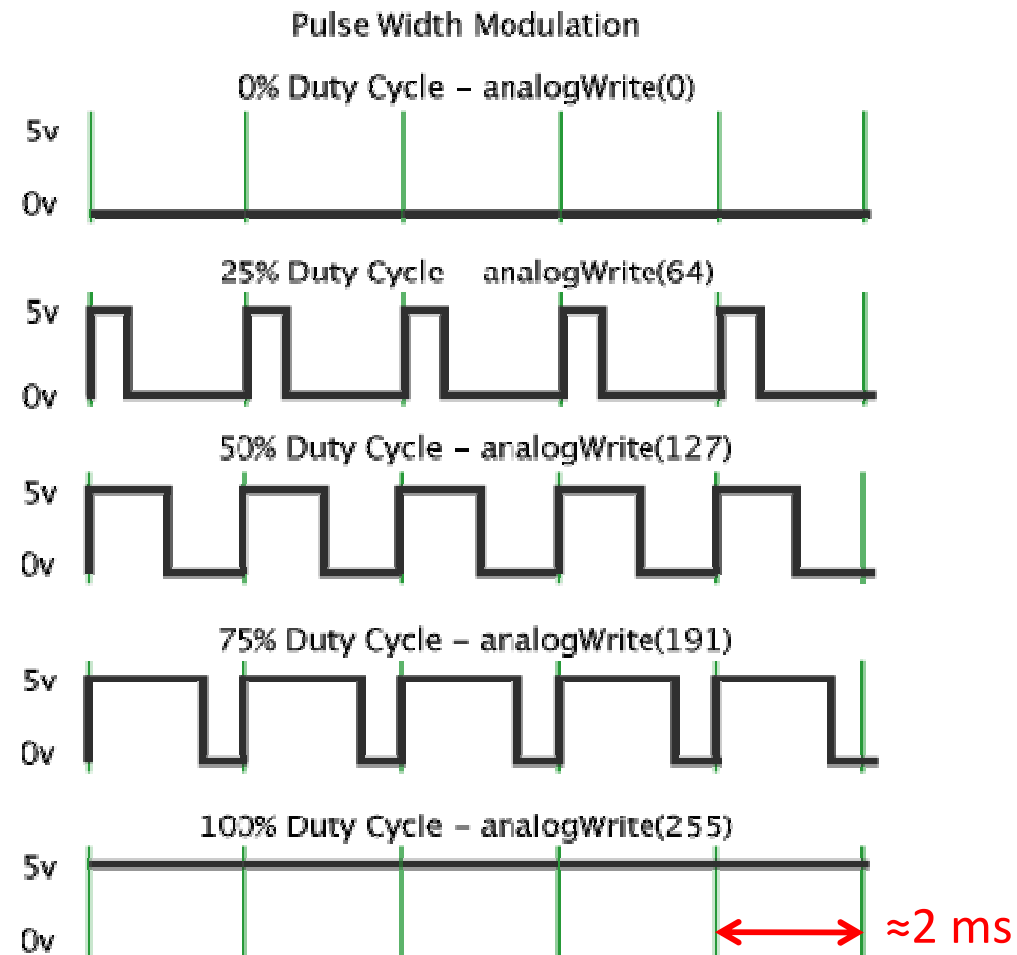 Pulse Width Modulation
0% Duty Cycle – analogWrite(0)
5v
0v
25% Duty Cycle analogWrite(64)
5v
0v
50% Duty Cycle – analogWrite(127)
5v
0v
75% Duty Cycle – analogWrite(191)
5v
0v
100% Duty Cycle – analogWrite(255)
5v
0v
≈2 ms